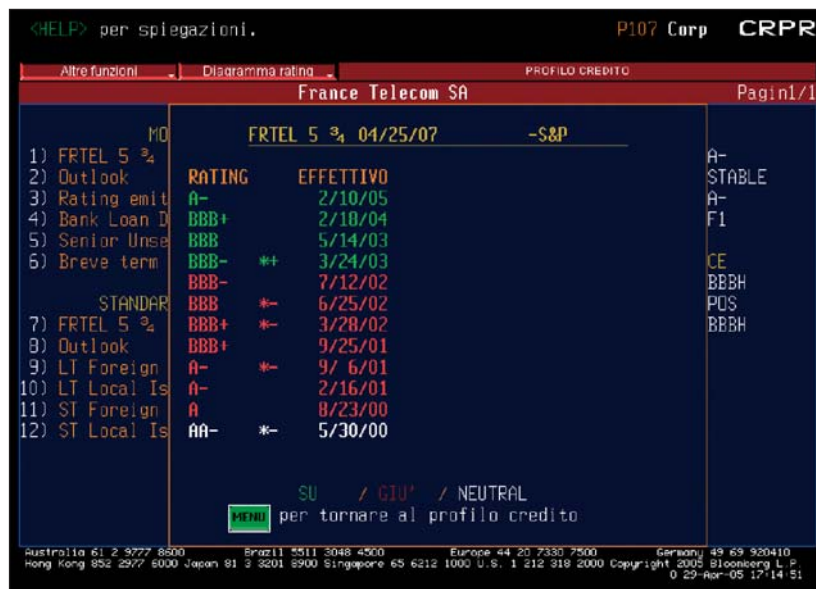 <HELP> per spiegazioni. P107 Corp CRPR
Altre funzioni Diagramma rating PROFILO CREDITO
France Telecom SA Pagin1/1
MO FRTEL 5 ¾ 04/25/07 -S&P
1) FRTEL 5 ¾ A-
2) Outlook RATING EFFETTIVO STABLE
3) Rating emit A- 2/10/05 A-
4) Bank Loan D BBB+ 2/18/04 F1
5) Senior Unse BBB 5/14/03
6) Breve term BBB- *+ 3/24/03 CE
BBB- 7/12/02 BBBH
STANDAR BBB *- 6/25/02 POS
7) FRTEL 5 ¾ BBB+ *- 3/28/02 BBBH
8) Outlook BBB+ 9/25/01
9) LT Foreign A- *- 9/ 6/01
10) LT Local Is A- 2/16/01
11) ST Foreign A 8/23/00
12) ST Local Is AA- *- 5/30/00
SU / GIU' / NEUTRAL
MENU per tornare al profilo credito
Australia 61 2 9777 8600 Brazil 5511 3048 4500 Europe 44 20 7330 7500 Germany 49 69 920410
Hong Kong 852 2977 6000 Japan 81 3 3201 8900 Singapore 65 6212 1000 U.S. 1 212 318 2000 Copyright 2005 Bloomberg L.P.
0 29-Apr-05 17:14:51